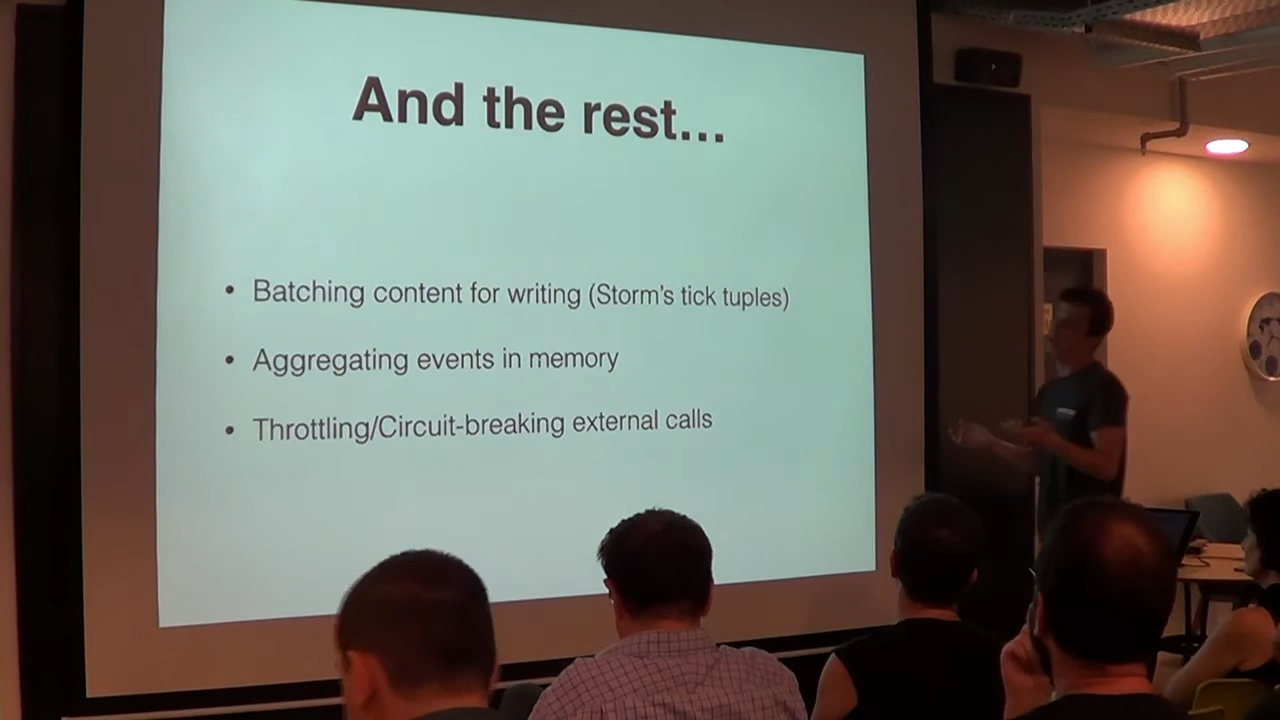 And the rest...
• Batching content for writing (Storm's tick tuples)
• Aggregating events in memory
• Throttling/Circuit-breaking external calls